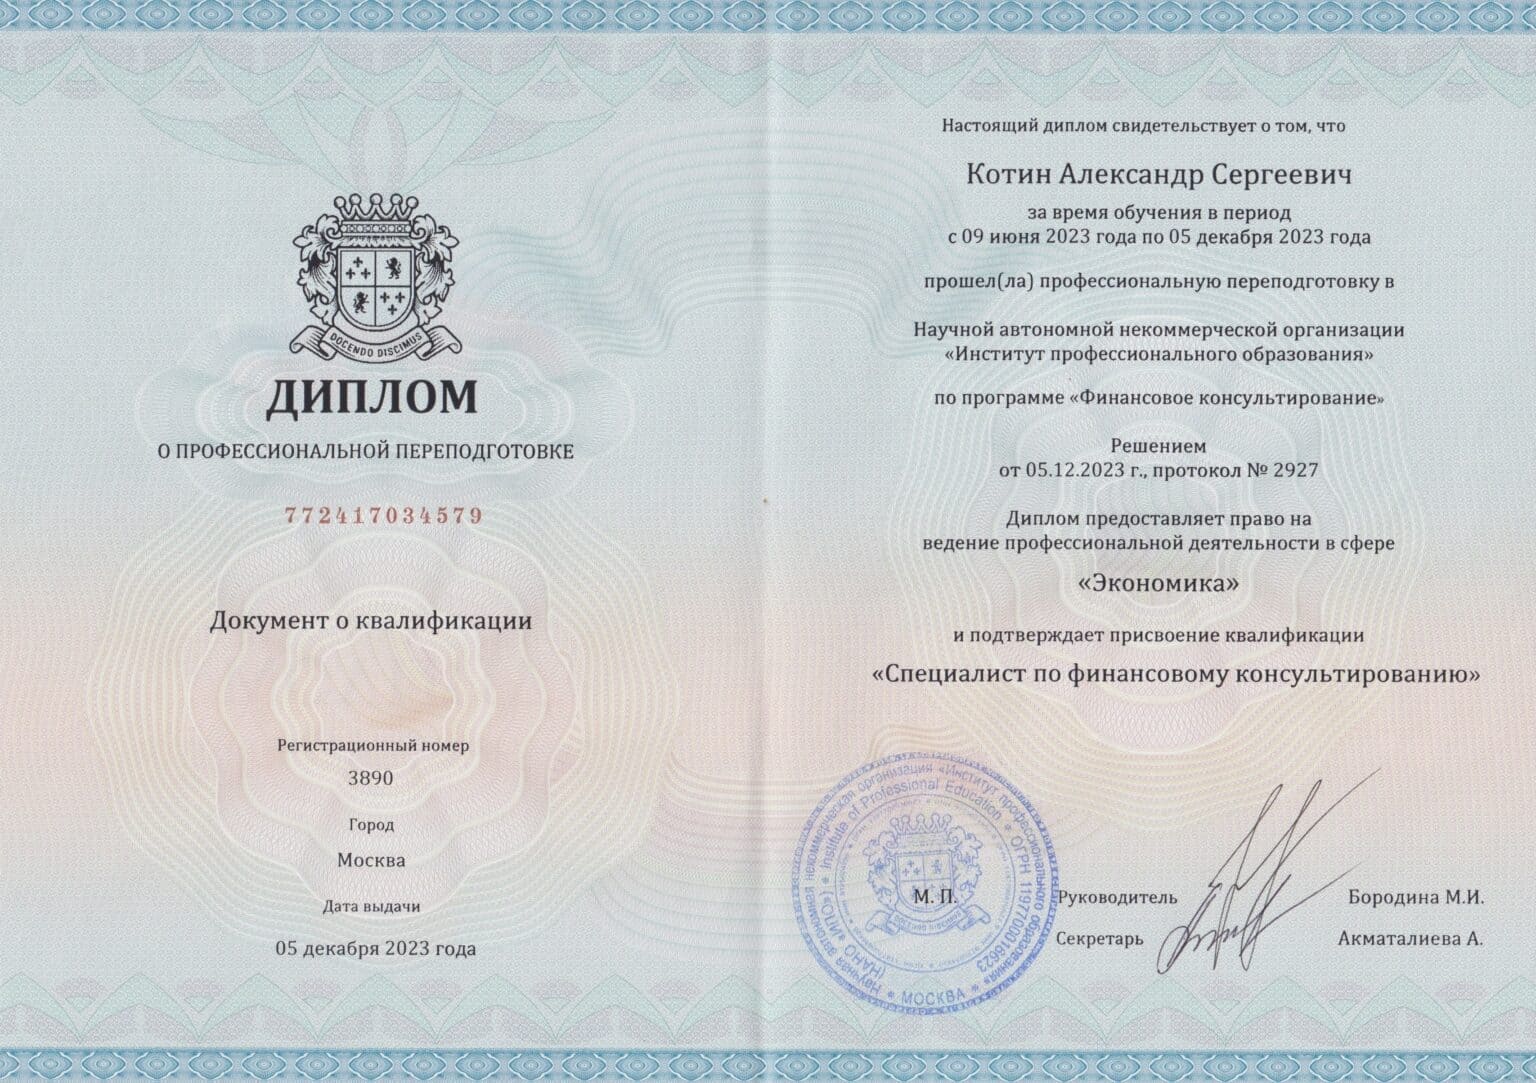 DOCENDO DISCIMUS
ДИПЛОМ
О ПРОФЕССИОНАЛЬНОЙ ПЕРЕПОДГОТОВКЕ
772417034579
Документ о квалификации
Регистрационный номер
3890
Город
Москва
Дата выдачи
05 декабря 2023 года
Настоящий диплом свидетельствует о том, что
Котин Александр Сергеевич
за время обучения в период
с 09 июня 2023 года по 05 декабря 2023 года
прошел(ла) профессиональную переподготовку в
Научной автономной некоммерческой организации
«Институт профессионального образования»
по программе «Финансовое консультирование»
Решением
от 05.12.2023 г., протокол № 2927
Диплом предоставляет право на
ведение профессиональной деятельности в сфере
«Экономика»
и подтверждает присвоение квалификации
«Специалист по финансовому консультированию»
Научная автономная некоммерческая организация «Институт профессионального образования»
(НАНО «ИПО») * Institute of Professional Education * ОГРН 1197700016623
* МОСКВА *
DOCENDO DISCIMUS
М. П.
Руководитель Бородина М.И.
Секретарь Акматалиева А.